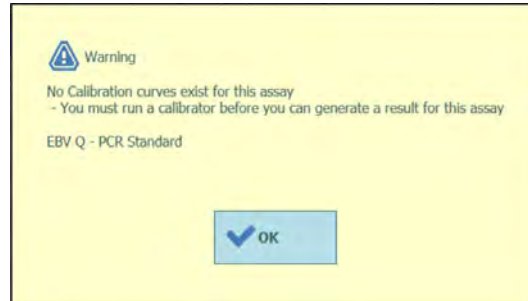 Warning
No Calibration curves exist for this assay
- You must run a calibrator before you can generate a result for this assay
EBV Q - PCR Standard
OK